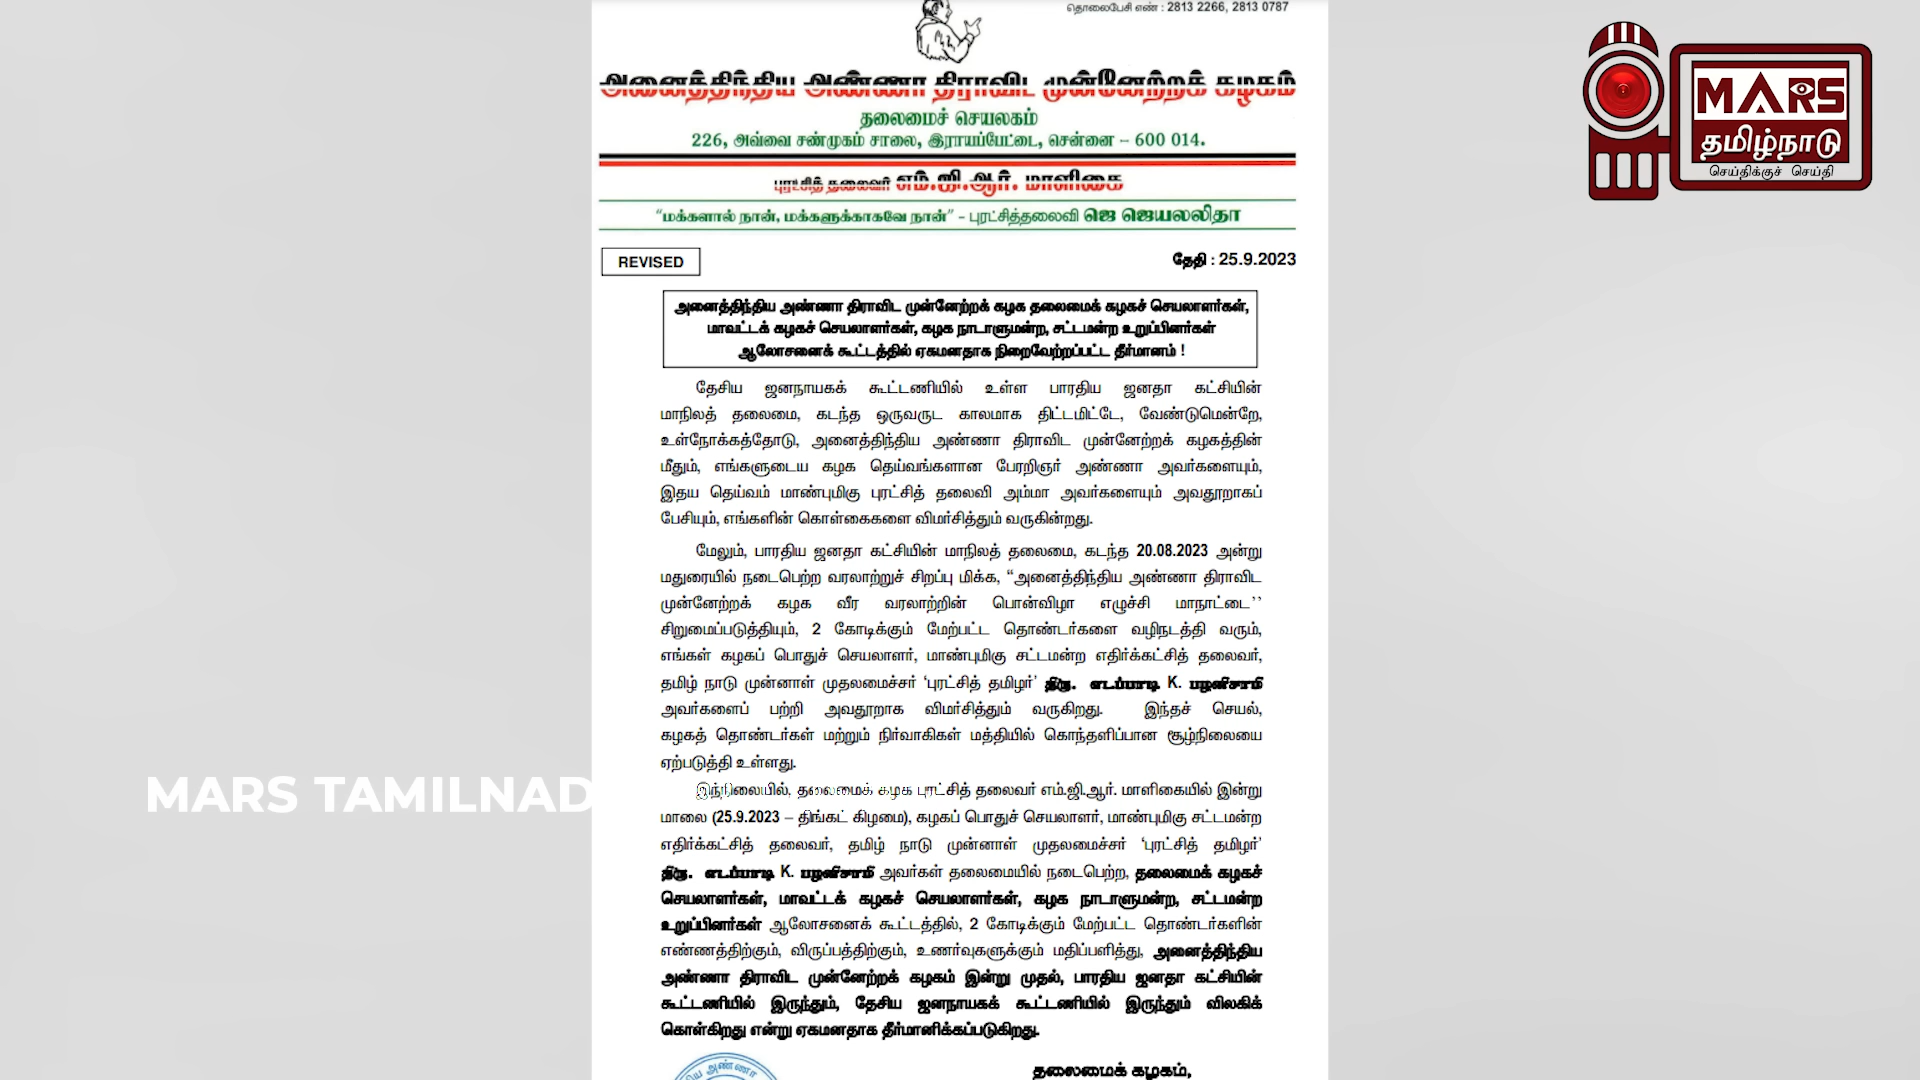 தொலைபேசி எண் : 2813 2266, 2813 0787
அனைத்திந்திய அண்ணா திராவிட முன்னேற்றக் கழகம்
தலைமைச் செயலகம்
226, அவ்வை சண்முகம் சாலை, இராயப்பேட்டை, சென்னை – 600 014.
புரட்சித் தலைவர் எம்.ஜி.ஆர். மாளிகை
“மக்களால் நான், மக்களுக்காகவே நான்” – புரட்சித்தலைவி ஜெ ஜெயலலிதா
REVISED
தேதி : 25.9.2023
அனைத்திந்திய அண்ணா திராவிட முன்னேற்றக் கழக தலைமைக் கழகச் செயலாளர்கள்,
மாவட்டக் கழகச் செயலாளர்கள், கழக நாடாளுமன்ற, சட்டமன்ற உறுப்பினர்கள்
ஆலோசனைக் கூட்டத்தில் ஏகமனதாக நிறைவேற்றப்பட்ட தீர்மானம் !
தேசிய ஜனநாயகக் கூட்டணியில் உள்ள பாரதிய ஜனதா கட்சியின்
மாநிலத் தலைமை, கடந்த ஒருவருட காலமாக திட்டமிட்டே, வேண்டுமென்றே,
உள்நோக்கத்தோடு, அனைத்திந்திய அண்ணா திராவிட முன்னேற்றக் கழகத்தின்
மீதும், எங்களுடைய கழக தெய்வங்களான பேரறிஞர் அண்ணா அவர்களையும்,
இதய தெய்வம் மாண்புமிகு புரட்சித் தலைவி அம்மா அவர்களையும் அவதூறாகப்
பேசியும், எங்களின் கொள்கைகளை விமர்சித்தும் வருகின்றது.
மேலும், பாரதிய ஜனதா கட்சியின் மாநிலத் தலைமை, கடந்த 20.08.2023 அன்று
மதுரையில் நடைபெற்ற வரலாற்றுச் சிறப்பு மிக்க, “அனைத்திந்திய அண்ணா திராவிட
முன்னேற்றக் கழக வீர வரலாற்றின் பொன்விழா எழுச்சி மாநாட்டை’’
சிறுமைப்படுத்தியும், 2 கோடிக்கும் மேற்பட்ட தொண்டர்களை வழிநடத்தி வரும்,
எங்கள் கழகப் பொதுச் செயலாளர், மாண்புமிகு சட்டமன்ற எதிர்க்கட்சித் தலைவர்,
தமிழ் நாடு முன்னாள் முதலமைச்சர் ‘புரட்சித் தமிழர்’ திரு. எடப்பாடி K. பழனிசாமி
அவர்களைப் பற்றி அவதூறாக விமர்சித்தும் வருகிறது. இந்தச் செயல்,
கழகத் தொண்டர்கள் மற்றும் நிர்வாகிகள் மத்தியில் கொந்தளிப்பான சூழ்நிலையை
ஏற்படுத்தி உள்ளது.
இந்நிலையில், தலைமைக் கழக புரட்சித் தலைவர் எம்.ஜி.ஆர். மாளிகையில் இன்று
மாலை (25.9.2023 – திங்கட் கிழமை), கழகப் பொதுச் செயலாளர், மாண்புமிகு சட்டமன்ற
எதிர்க்கட்சித் தலைவர், தமிழ் நாடு முன்னாள் முதலமைச்சர் ‘புரட்சித் தமிழர்’
திரு. எடப்பாடி K. பழனிசாமி அவர்கள் தலைமையில் நடைபெற்ற, தலைமைக் கழகச்
செயலாளர்கள், மாவட்டக் கழகச் செயலாளர்கள், கழக நாடாளுமன்ற, சட்டமன்ற
உறுப்பினர்கள் ஆலோசனைக் கூட்டத்தில், 2 கோடிக்கும் மேற்பட்ட தொண்டர்களின்
எண்ணத்திற்கும், விருப்பத்திற்கும், உணர்வுகளுக்கும் மதிப்பளித்து, அனைத்திந்திய
அண்ணா திராவிட முன்னேற்றக் கழகம் இன்று முதல், பாரதிய ஜனதா கட்சியின்
கூட்டணியில் இருந்தும், தேசிய ஜனநாயகக் கூட்டணியில் இருந்தும் விலகிக்
கொள்கிறது என்று ஏகமனதாக தீர்மானிக்கப்படுகிறது.
தலைமைக் கழகம்,
MARS
தமிழ்நாடு
செய்திக்குச் செய்தி
MARS TAMILNAD